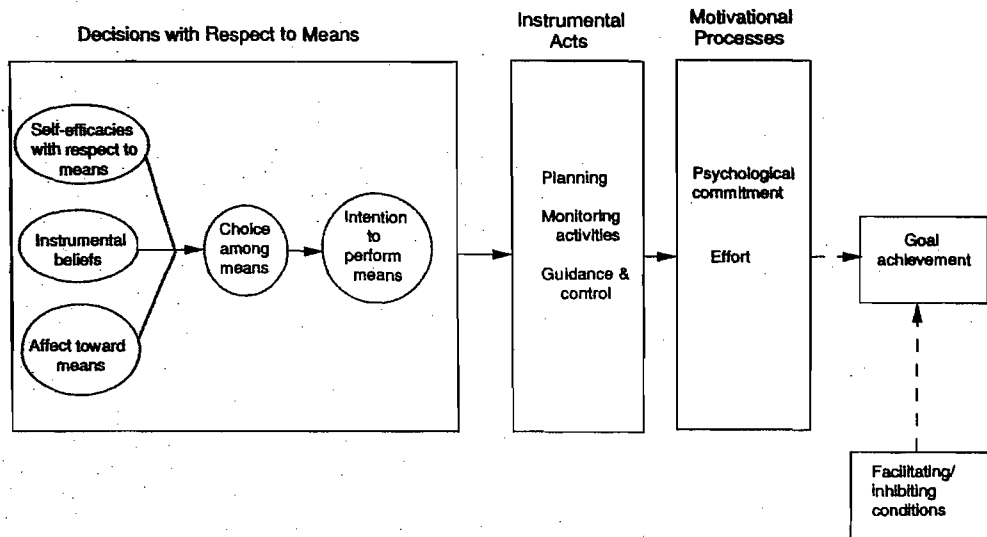 Decisions with Respect to Means
Instrumental
Acts
Motivational
Processes
Self-efficacies
with respect to
means
Instrumental
beliefs
Affect toward
means
Choice
among
means
Intention
to
perform
means
Planning
Monitoring
activities
Guidance &
control
Psychological
commitment
Effort
Goal
achievement
Facilitating/
inhibiting
conditions